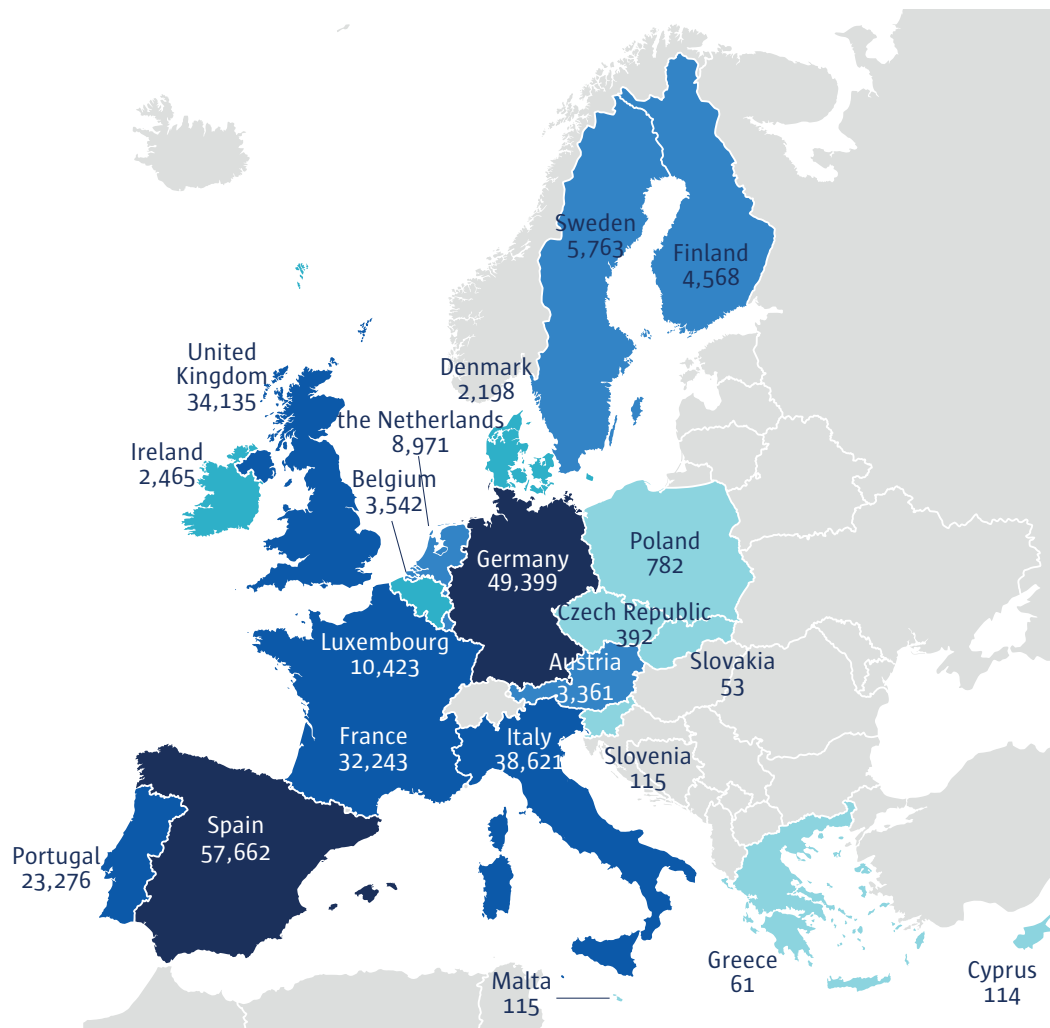 Sweden
5,763
Finland
4,568
United
Kingdom
34,135
Denmark
2,198
the Netherlands
8,971
Ireland
2,465
Belgium
3,542
Germany
49,399
Poland
782
Czech Republic
392
Luxembourg
10,423
Austria
3,361
Slovakia
53
France
32,243
Italy
38,621
Slovenia
115
Spain
57,662
Portugal
23,276
Greece
61
Cyprus
114
Malta
115